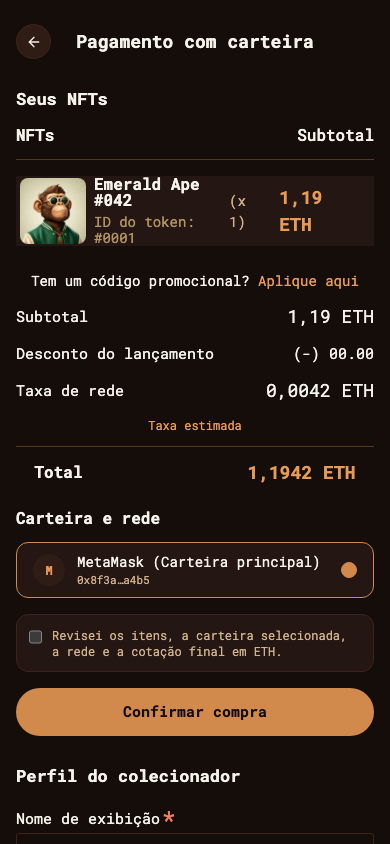 Pagamento com carteira
Seus NFTs
NFTs Subtotal
Emerald Ape
#042
ID do token:
#0001
(x
1)
1,19
ETH
Tem um código promocional? Aplique aqui
Subtotal 1,19 ETH
Desconto do lançamento (-) 00.00
Taxa de rede 0,0042 ETH
Taxa estimada
Total 1,1942 ETH
Carteira e rede
M
MetaMask (Carteira principal)
0x8f3a…a4b5
Revisei os itens, a carteira selecionada,
a rede e a cotação final em ETH.
Confirmar compra
Perfil do colecionador
Nome de exibição*